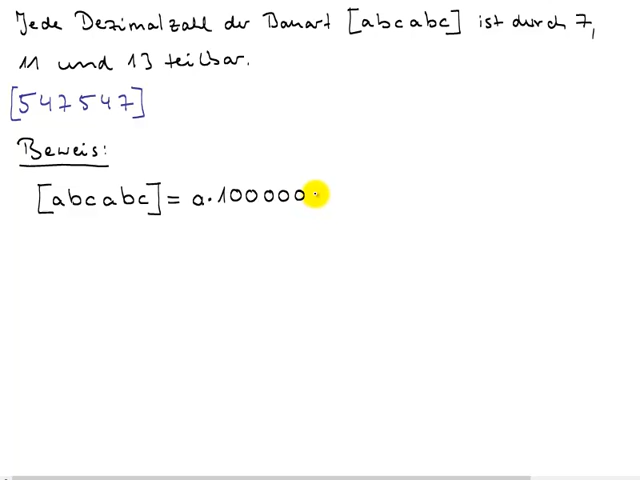 Jede Dezimalzahl der Bauart [abcabc] ist durch 7,
11 und 13 teilbar.
[547547]
Beweis:
[abcabc] = a·100000